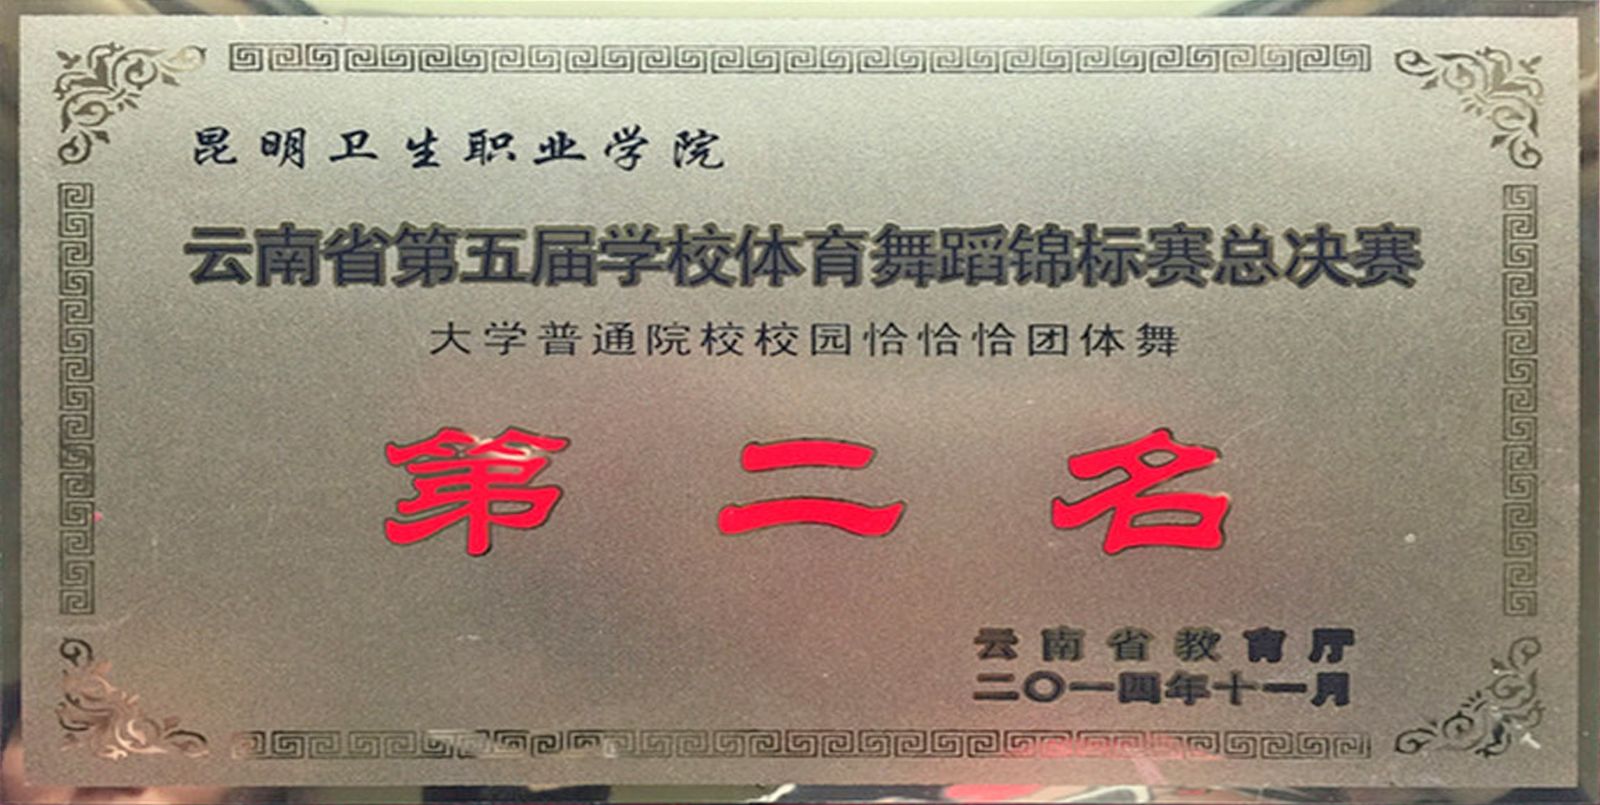 昆明卫生职业学院
云南省第五届学校体育舞蹈锦标赛总决赛
大学普通院校校园恰恰恰团体舞
第二名
云南省教育厅
二〇一四年十一月